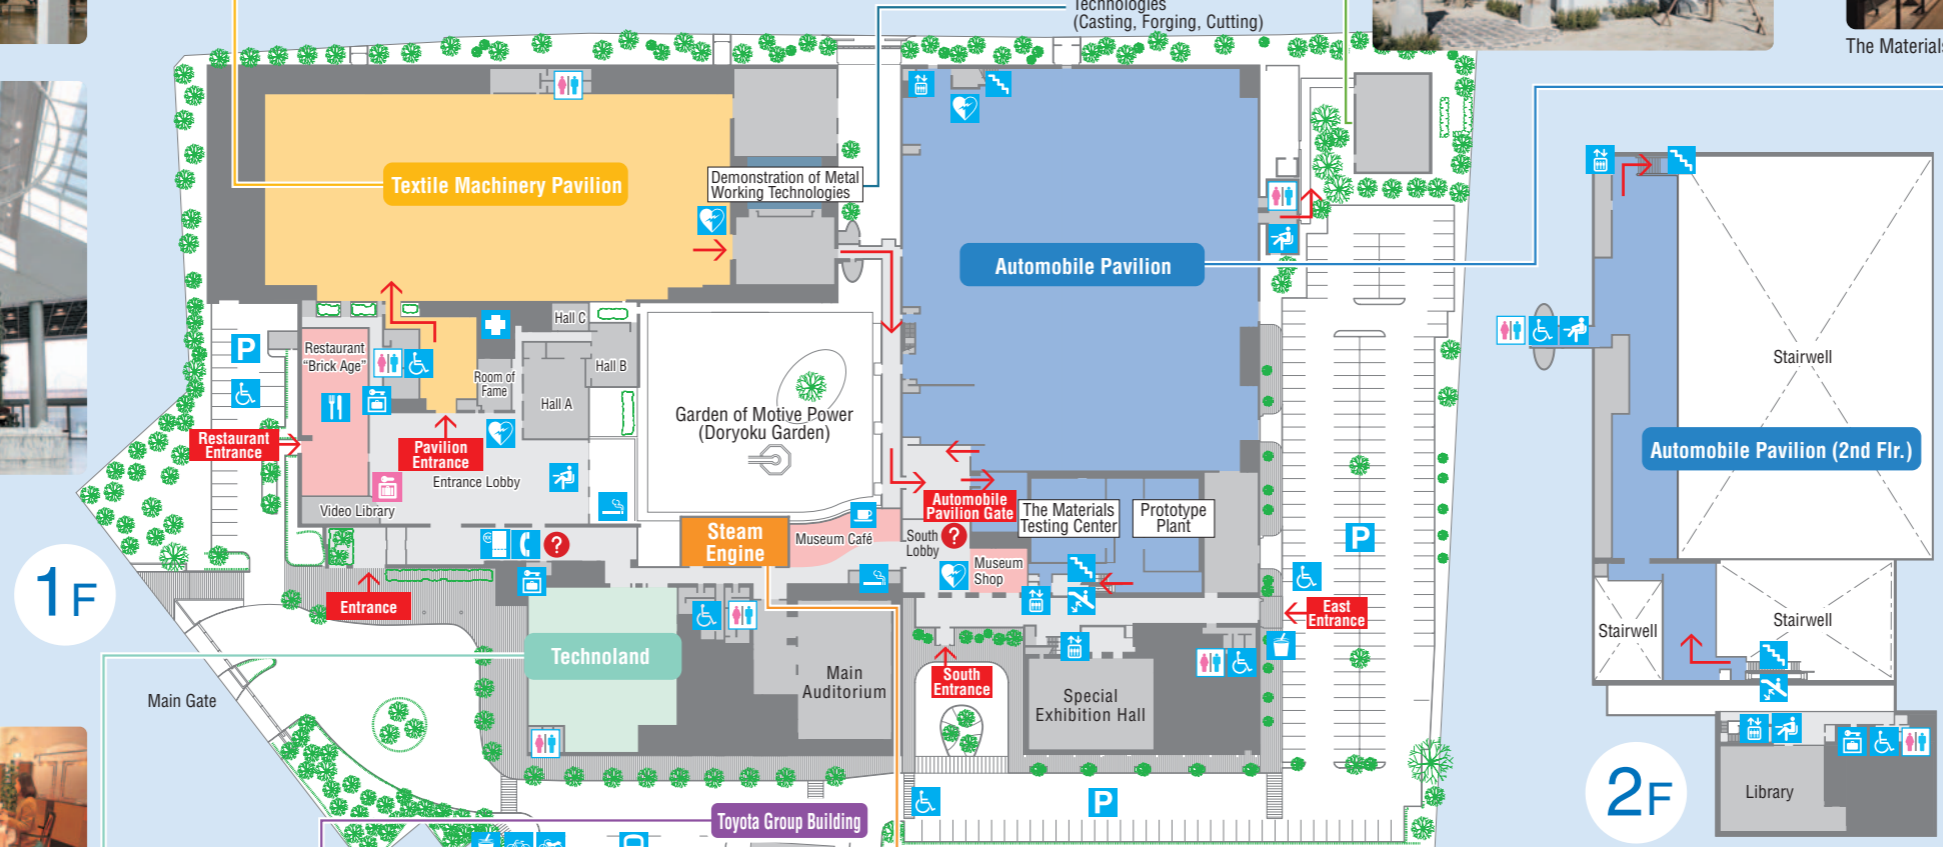 Technologies
(Casting, Forging, Cutting)
The Materials
Textile Machinery Pavilion
Demonstration of Metal
Working Technologies
Automobile Pavilion
Hall C
Restaurant
“Brick Age”
Hall B
Room of
Fame
Hall A
Garden of Motive Power
(Doryoku Garden)
Stairwell
P
Restaurant
Entrance
Pavilion
Entrance
Entrance Lobby
Automobile Pavilion (2nd Flr.)
Video Library
Automobile
Pavilion Gate
The Materials
Testing Center
Prototype
Plant
Steam
Engine
Museum Café
South
Lobby
?
?
P
Museum
Shop
1F
Entrance
East
Entrance
Stairwell
Stairwell
Technoland
Main
Auditorium
South
Entrance
Special
Exhibition Hall
Main Gate
2F
Library
P
Toyota Group Building